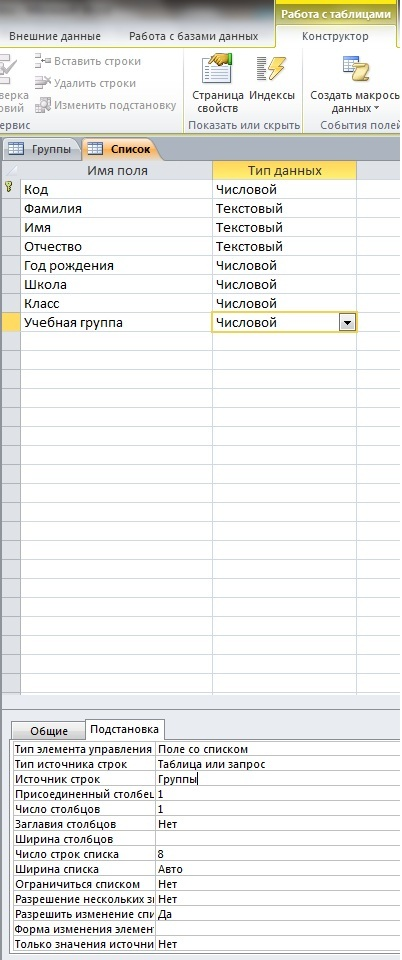 Работа с таблицами
Внешние данные Работа с базами данных Конструктор
Вставить строки
Удалить строки
Изменить подстановку
Страница свойств
Индексы
Создать макросы данных
Показать или скрыть
События полей
Группы Список
Имя поля Тип данных
Код Числовой
Фамилия Текстовый
Имя Текстовый
Отчество Текстовый
Год рождения Числовой
Школа Числовой
Класс Числовой
Учебная группа Числовой
Общие Подстановка
Тип элемента управления Поле со списком
Тип источника строк Таблица или запрос
Источник строк Группы
Присоединенный столбец 1
Число столбцов 1
Заглавия столбцов Нет
Ширина столбцов
Число строк списка 8
Ширина списка Авто
Ограничиться списком Нет
Разрешение нескольких з Нет
Разрешить изменение спи Да
Форма изменения элемен
Только значения источни Нет